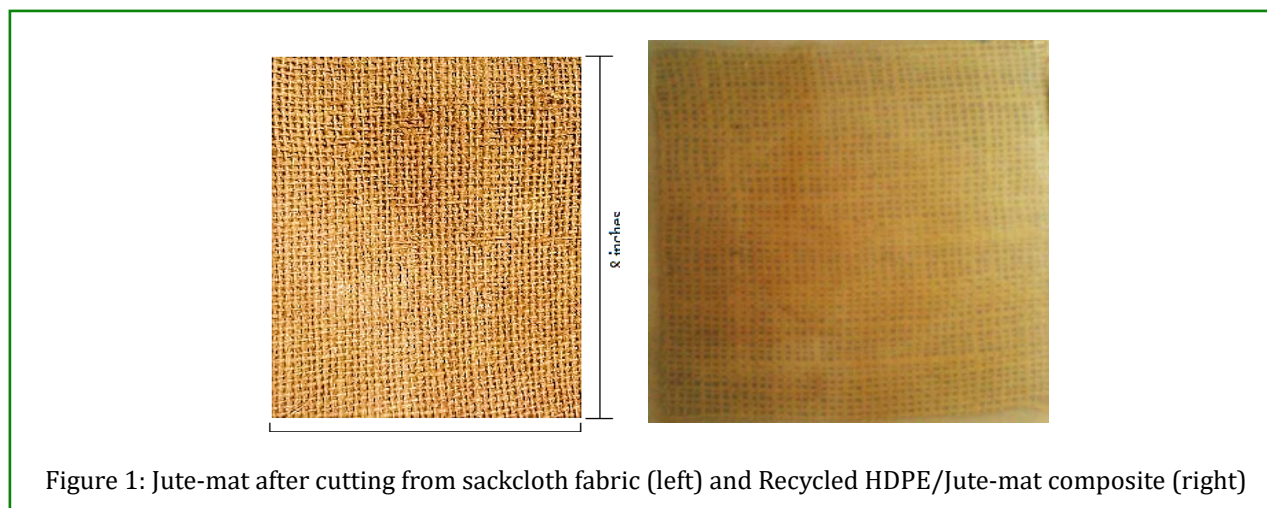 8 inches
Figure 1: Jute-mat after cutting from sackcloth fabric (left) and Recycled HDPE/Jute-mat composite (right)